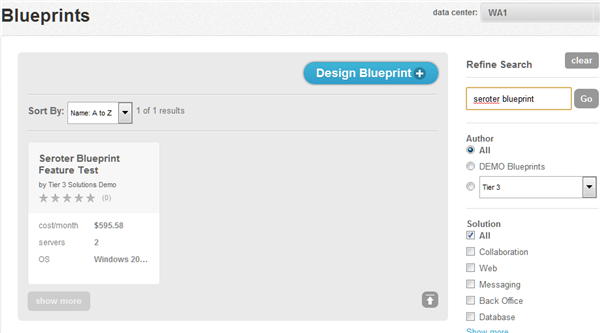 Blueprints
data center: WA1
Design Blueprint
Refine Search clear
seroter blueprint Go
Sort By: Name: A to Z 1 of 1 results
Seroter Blueprint
Feature Test
by Tier 3 Solutions Demo
(0)
cost/month $595.58
servers 2
OS Windows 20...
show more
Author
All
DEMO Blueprints
Tier 3
Solution
All
Collaboration
Web
Messaging
Back Office
Database
Show more